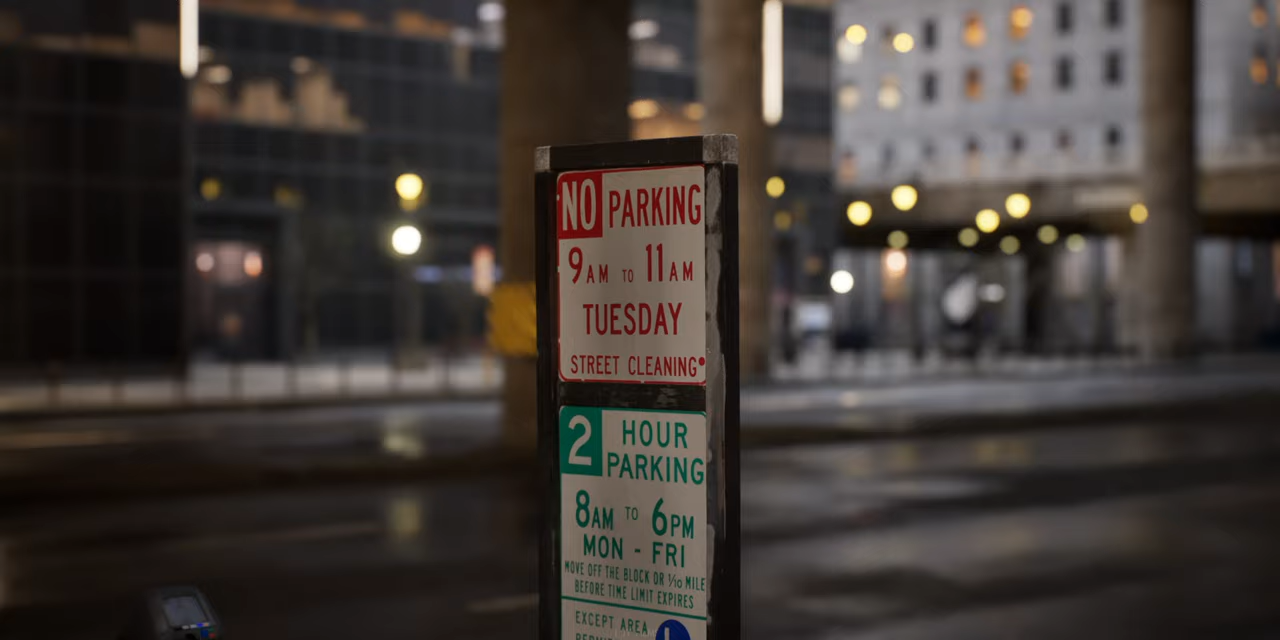 NO PARKING
9AM TO 11AM
TUESDAY
STREET CLEANING
2 HOUR
PARKING
8AM TO 6PM
MON - FRI
MOVE OFF THE BLOCK OR 1/10 MILE
BEFORE TIME LIMIT EXPIRES
EXCEPT AREA
L